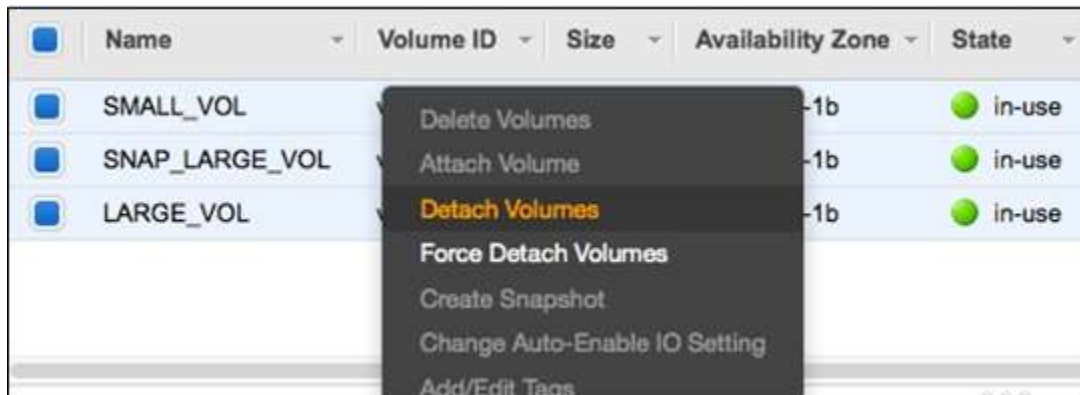 Name Volume ID Size Availability Zone State
SMALL_VOL -1b in-use
SNAP_LARGE_VOL -1b in-use
LARGE_VOL -1b in-use
Delete Volumes
Attach Volume
Detach Volumes
Force Detach Volumes
Create Snapshot
Change Auto-Enable IO Setting
Add/Edit Tags